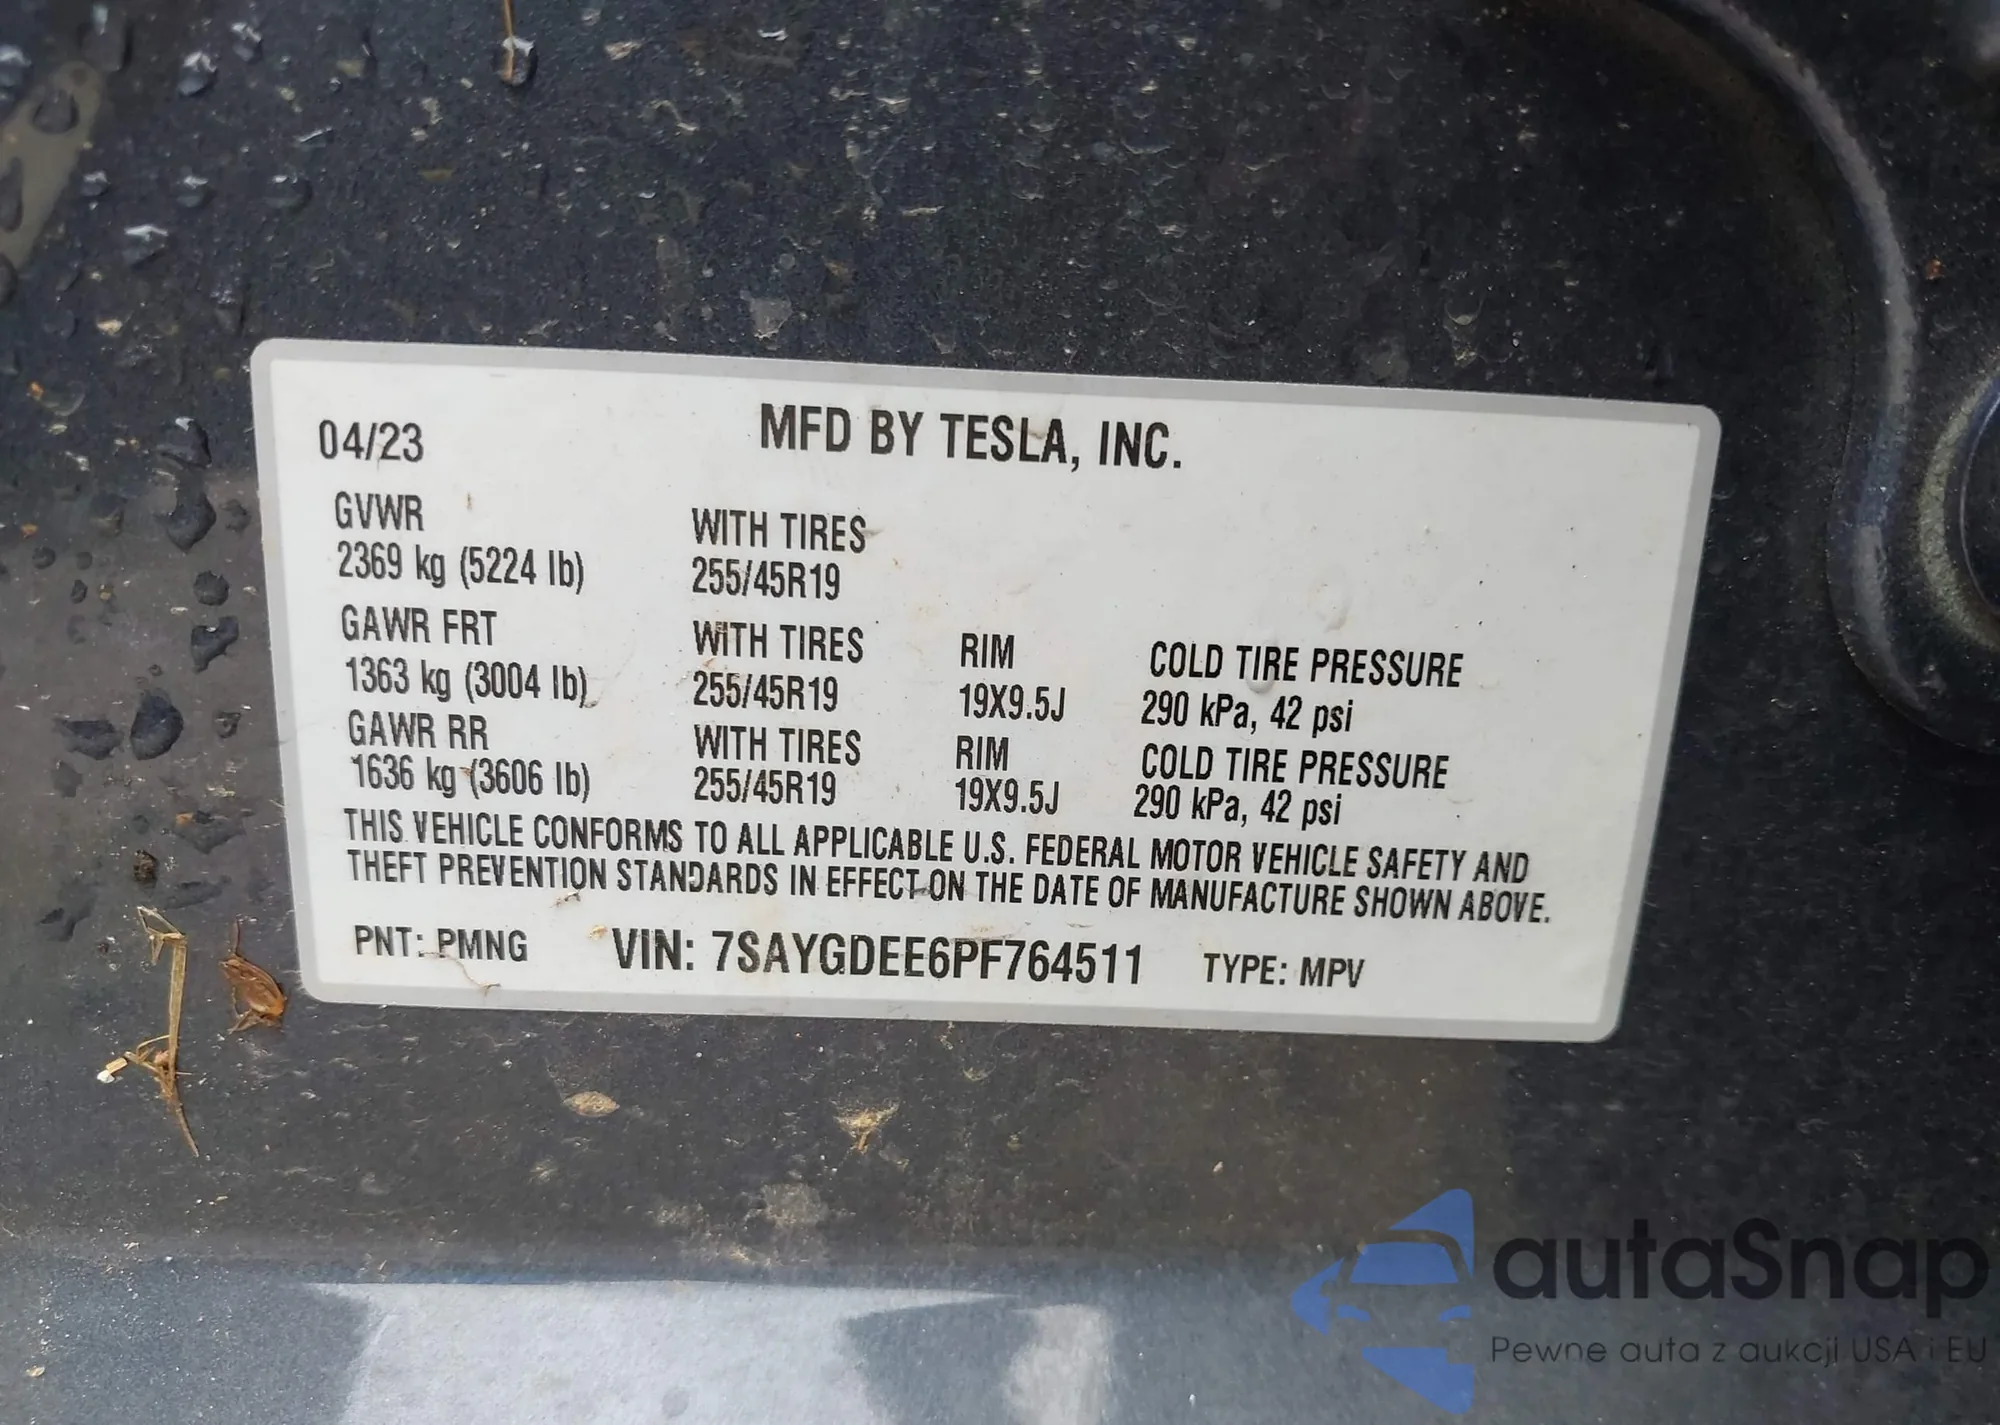 04/23 MFD BY TESLA, INC.
GVWR WITH TIRES
2369 kg (5224 lb) 255/45R19
GAWR FRT WITH TIRES RIM COLD TIRE PRESSURE
1363 kg (3004 lb) 255/45R19 19X9.5J 290 kPa, 42 psi
GAWR RR WITH TIRES RIM COLD TIRE PRESSURE
1636 kg (3606 lb) 255/45R19 19X9.5J 290 kPa, 42 psi
THIS VEHICLE CONFORMS TO ALL APPLICABLE U.S. FEDERAL MOTOR VEHICLE SAFETY AND
THEFT PREVENTION STANDARDS IN EFFECT ON THE DATE OF MANUFACTURE SHOWN ABOVE.
PNT: PMNG VIN: 7SAYGDEE6PF764511 TYPE: MPV
autaSnap
Pewne auta z aukcji USA i EU